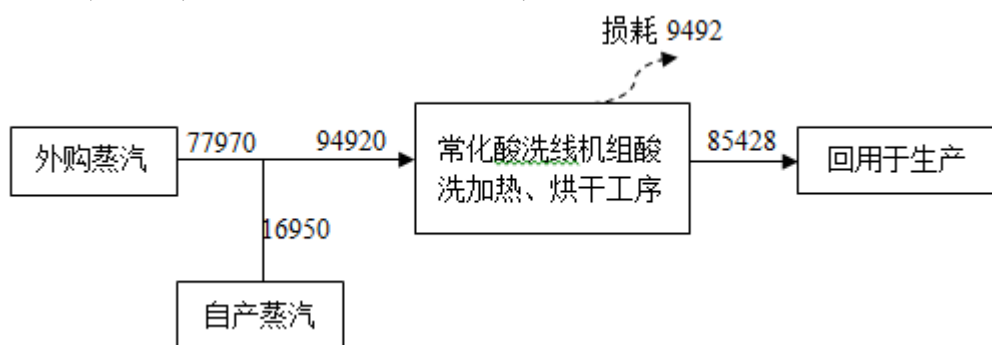 损耗 9492
外购蒸汽
77970
94920
常化酸洗线机组酸
洗加热、烘干工序
85428
回用于生产
16950
自产蒸汽